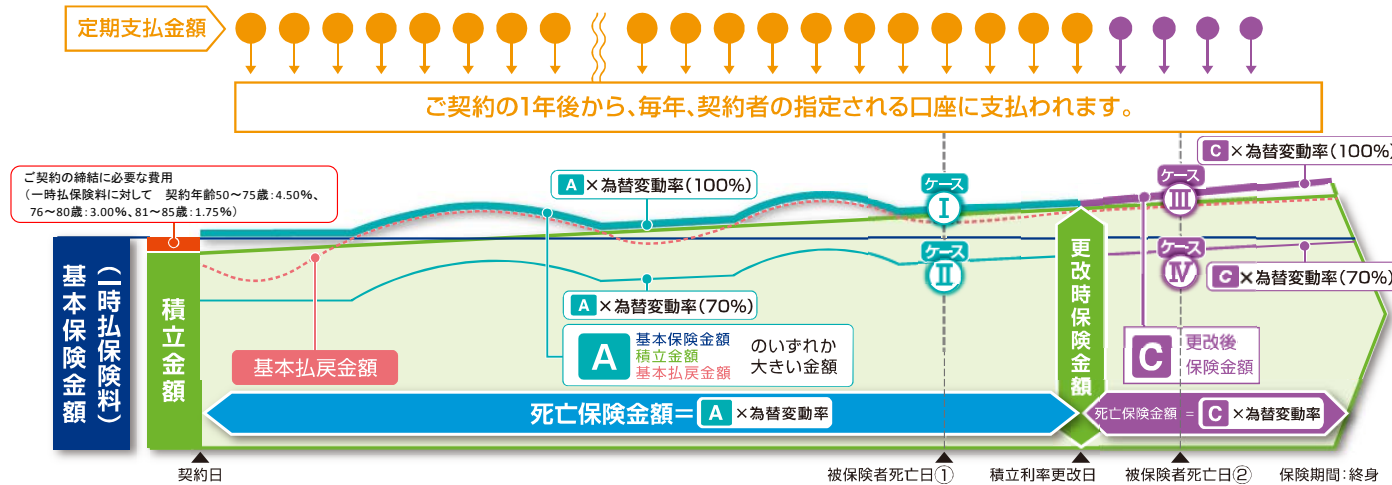 定期支払金額
ご契約の1年後から、毎年、契約者の指定される口座に支払われます。
ご契約の締結に必要な費用
(一時払保険料に対して 契約年齢50〜75歳:4.50%、
76〜80歳:3.00%、81〜85歳:1.75%)
A×為替変動率(100%)
C×為替変動率(100%)
ケース
I
ケース
III
ケース
II
ケース
IV
A×為替変動率(70%)
C×為替変動率(70%)
基本保険金額
(一時払保険料)
積立金額
基本払戻金額
A
基本保険金額
積立金額
基本払戻金額
のいずれか
大きい金額
更改時保険金額
C
更改後
保険金額
死亡保険金額=A×為替変動率
死亡保険金額=C×為替変動率
契約日
被保険者死亡日①
積立利率更改日
被保険者死亡日②
保険期間:終身